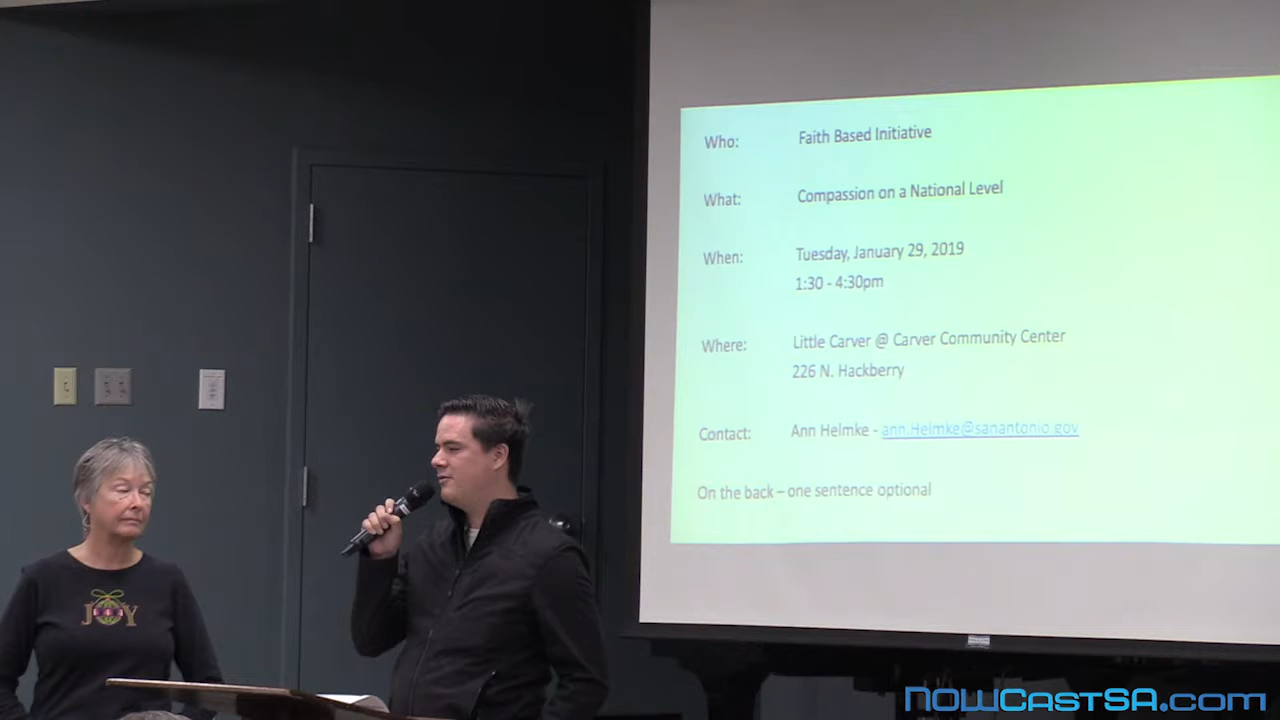 Who: Faith Based Initiative
What: Compassion on a National Level
When: Tuesday, January 29, 2019
1:30 - 4:30pm
Where: Little Carver @ Carver Community Center
226 N. Hackberry
Contact: Ann Helmke - ann.Helmke@sanantonio.gov
On the back – one sentence optional
JOY
NOWCASTSA.com